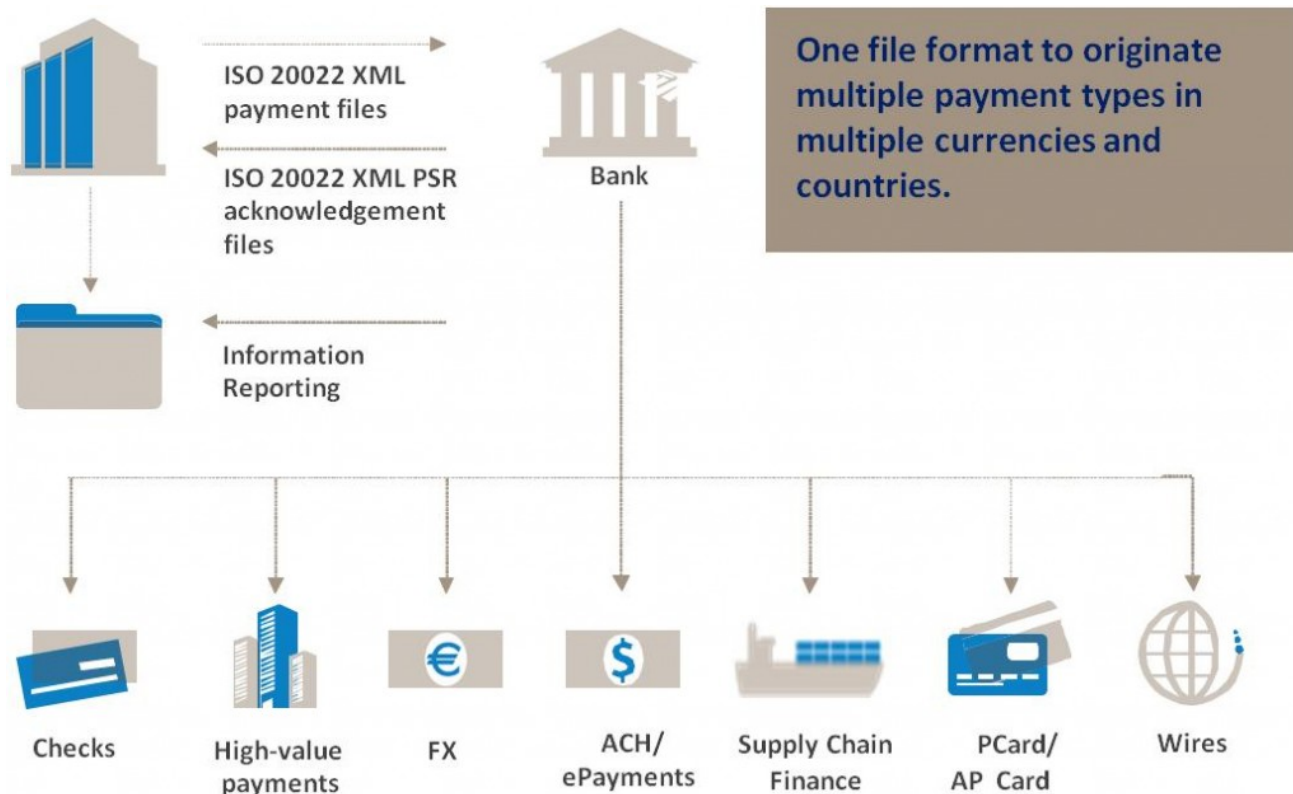 ISO 20022 XML
payment files
ISO 20022 XML PSR
acknowledgement
files
Bank
One file format to originate
multiple payment types in
multiple currencies and
countries.
Information
Reporting
Checks
High-value
payments
FX
€
ACH/
ePayments
$
Supply Chain
Finance
PCard/
AP Card
Wires